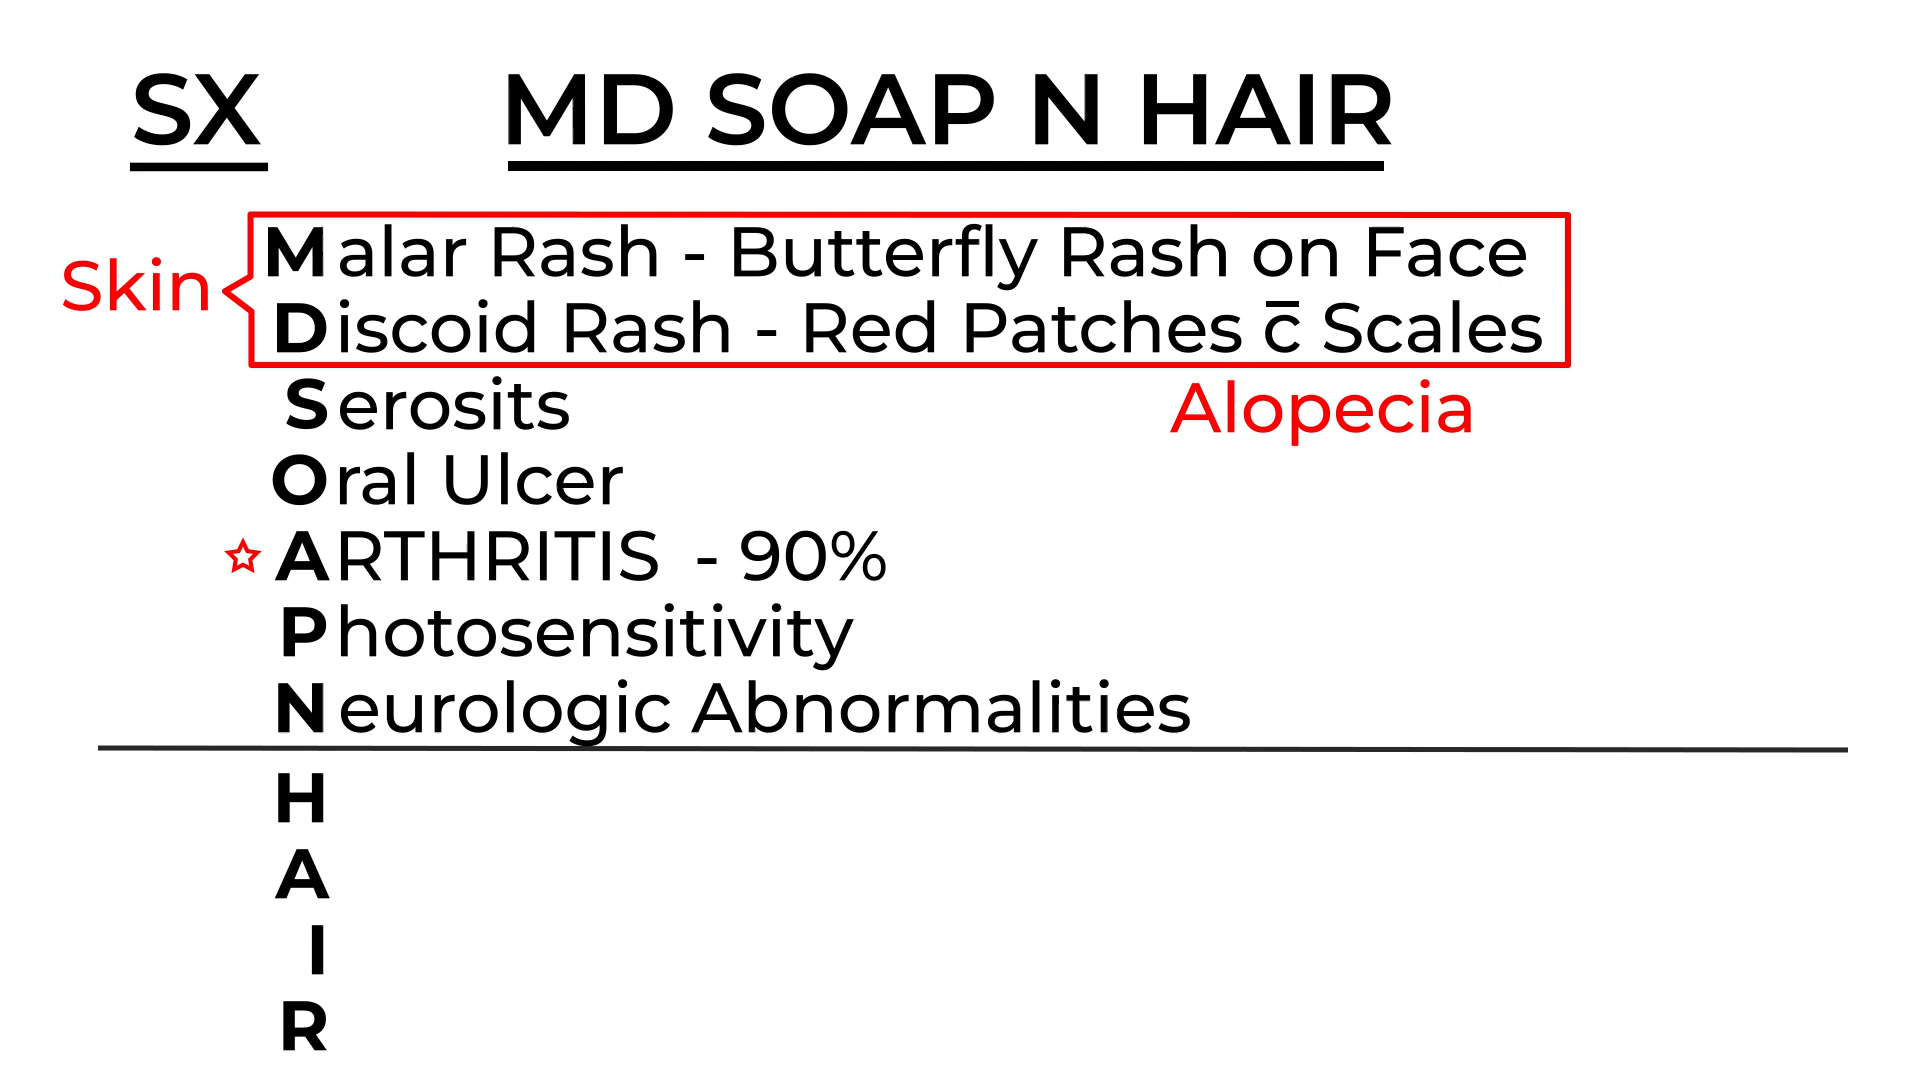 SX MD SOAP N HAIR
Malar Rash - Butterfly Rash on Face
Skin
Discoid Rash - Red Patches c̄ Scales
Serosits
Alopecia
Oral Ulcer
ARTHRITIS - 90%
Photosensitivity
Neurologic Abnormalities
H
A
I
R